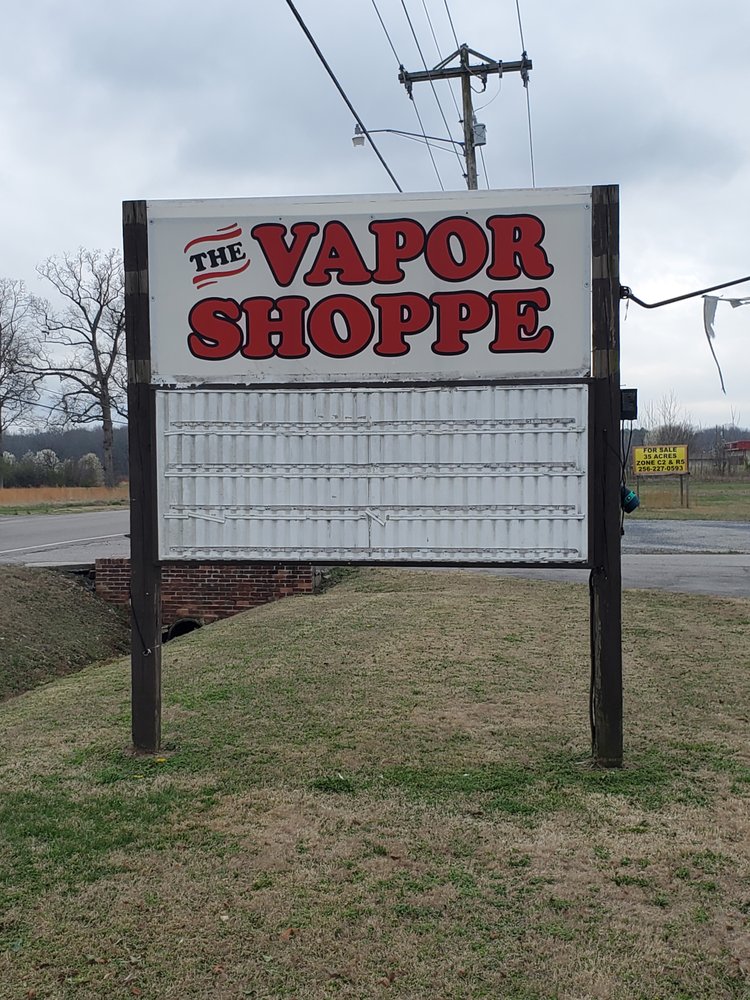 THE VAPOR
SHOPPE
FOR SALE
35 ACRES
ZONE C2 & R5
256-227-0593